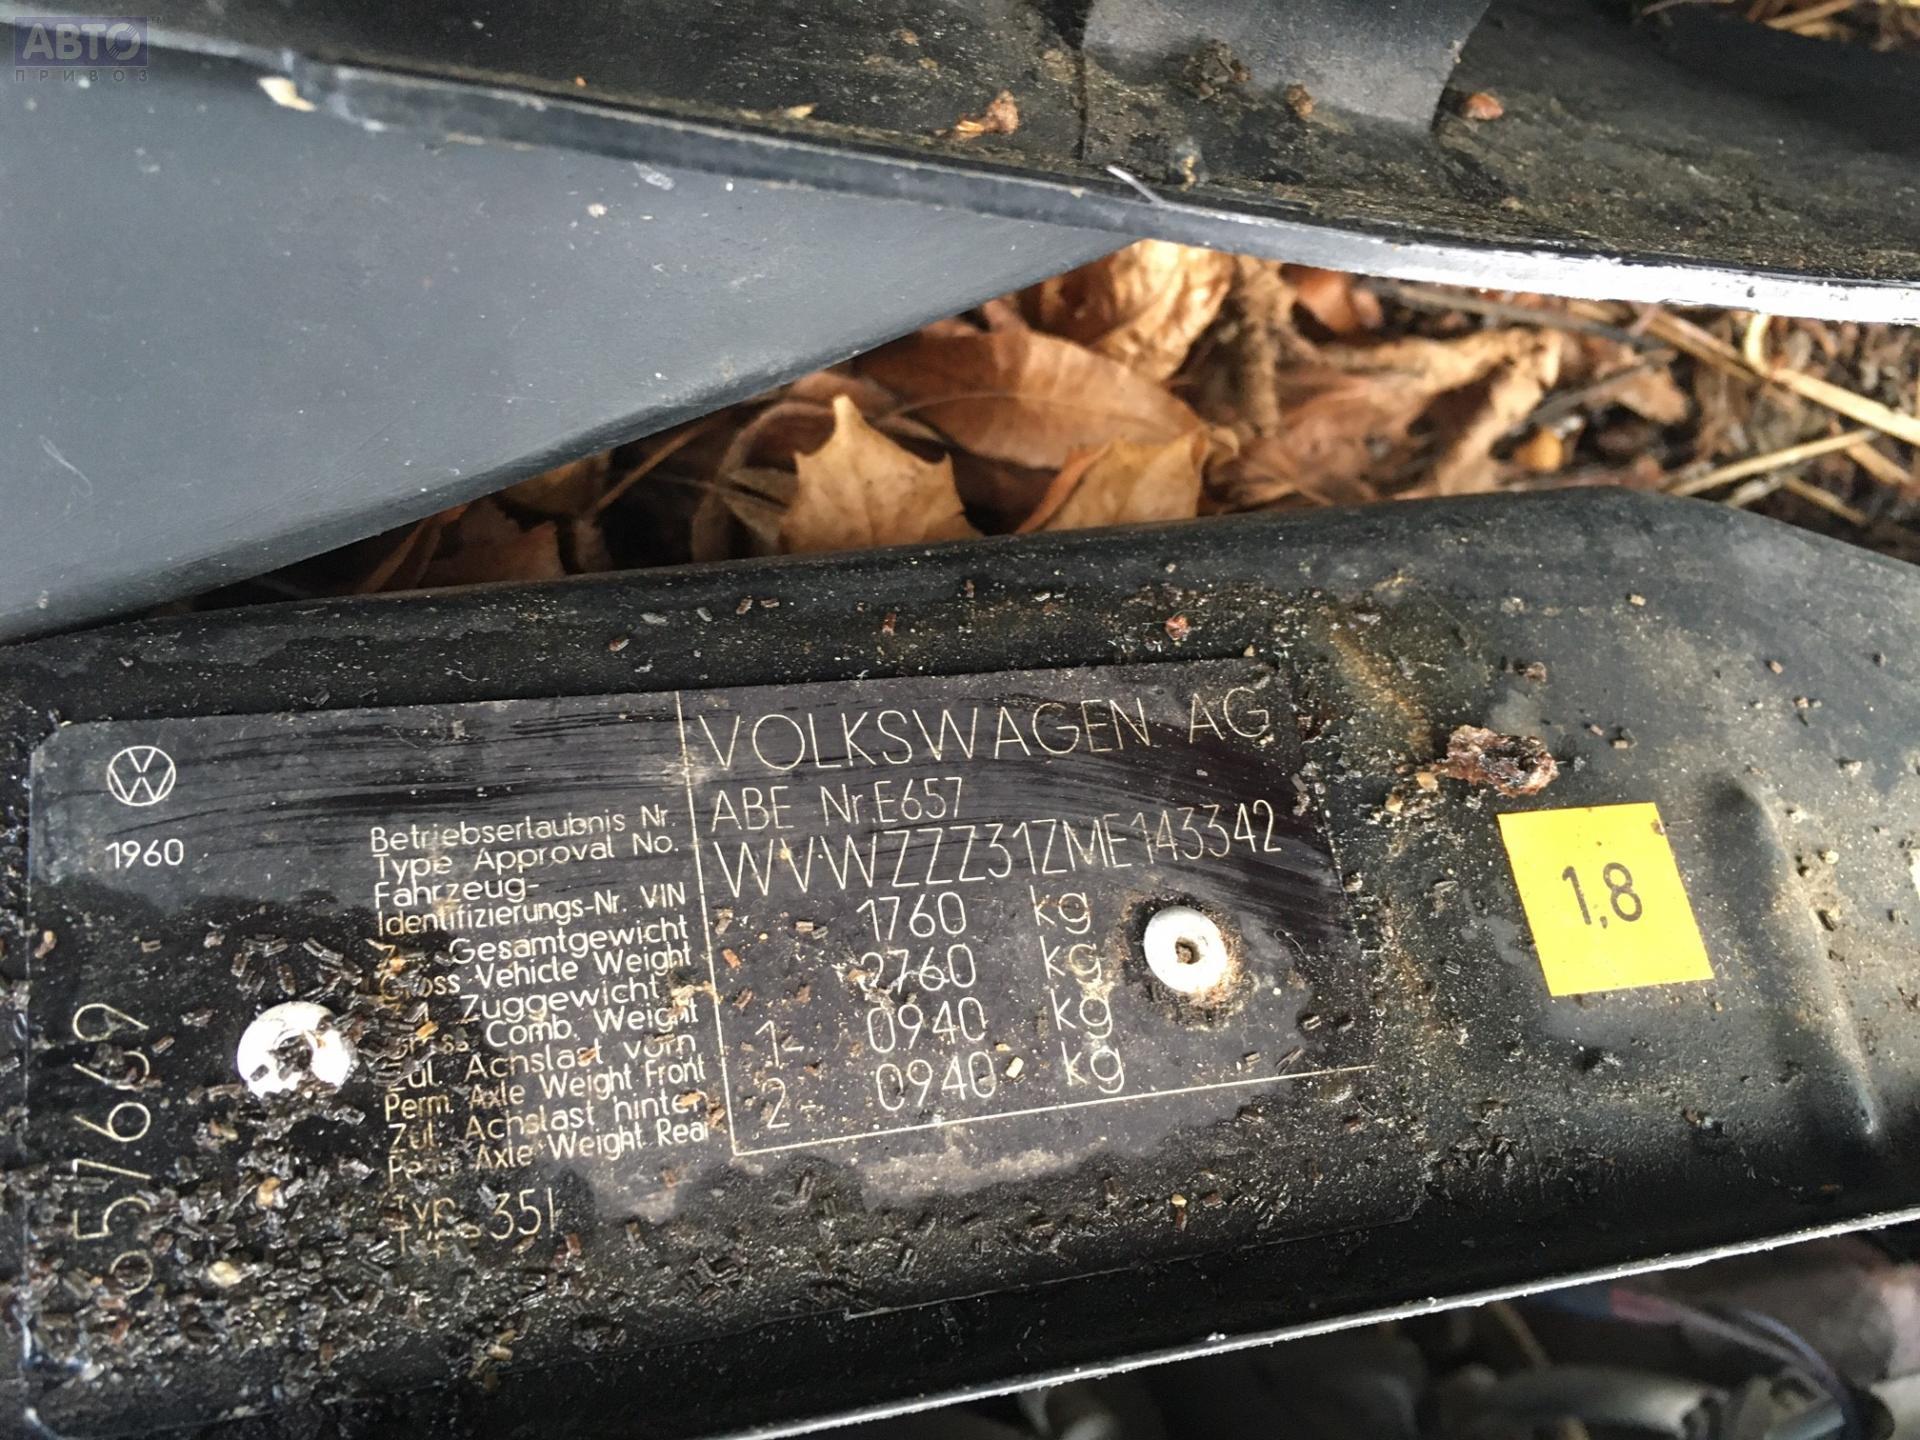 АВТО
ПРИВОЗ
VOLKSWAGEN AG
1960
Betriebserlaubnis Nr.
Type Approval No.
ABE Nr. E657
Fahrzeug-
Identifizierungs-Nr. VIN
WVWZZZ31ZME143342
Gesamtgewicht
Gross Vehicle Weight
1760 kg
Zuggewicht
Comb. Weight
2760 kg
Zul. Achslast vorn
Perm. Axle Weight Front
1- 0940 kg
Zul. Achslast hinten
Perm. Axle Weight Rear
2- 0940 kg
Typ 35I
657669
1,8